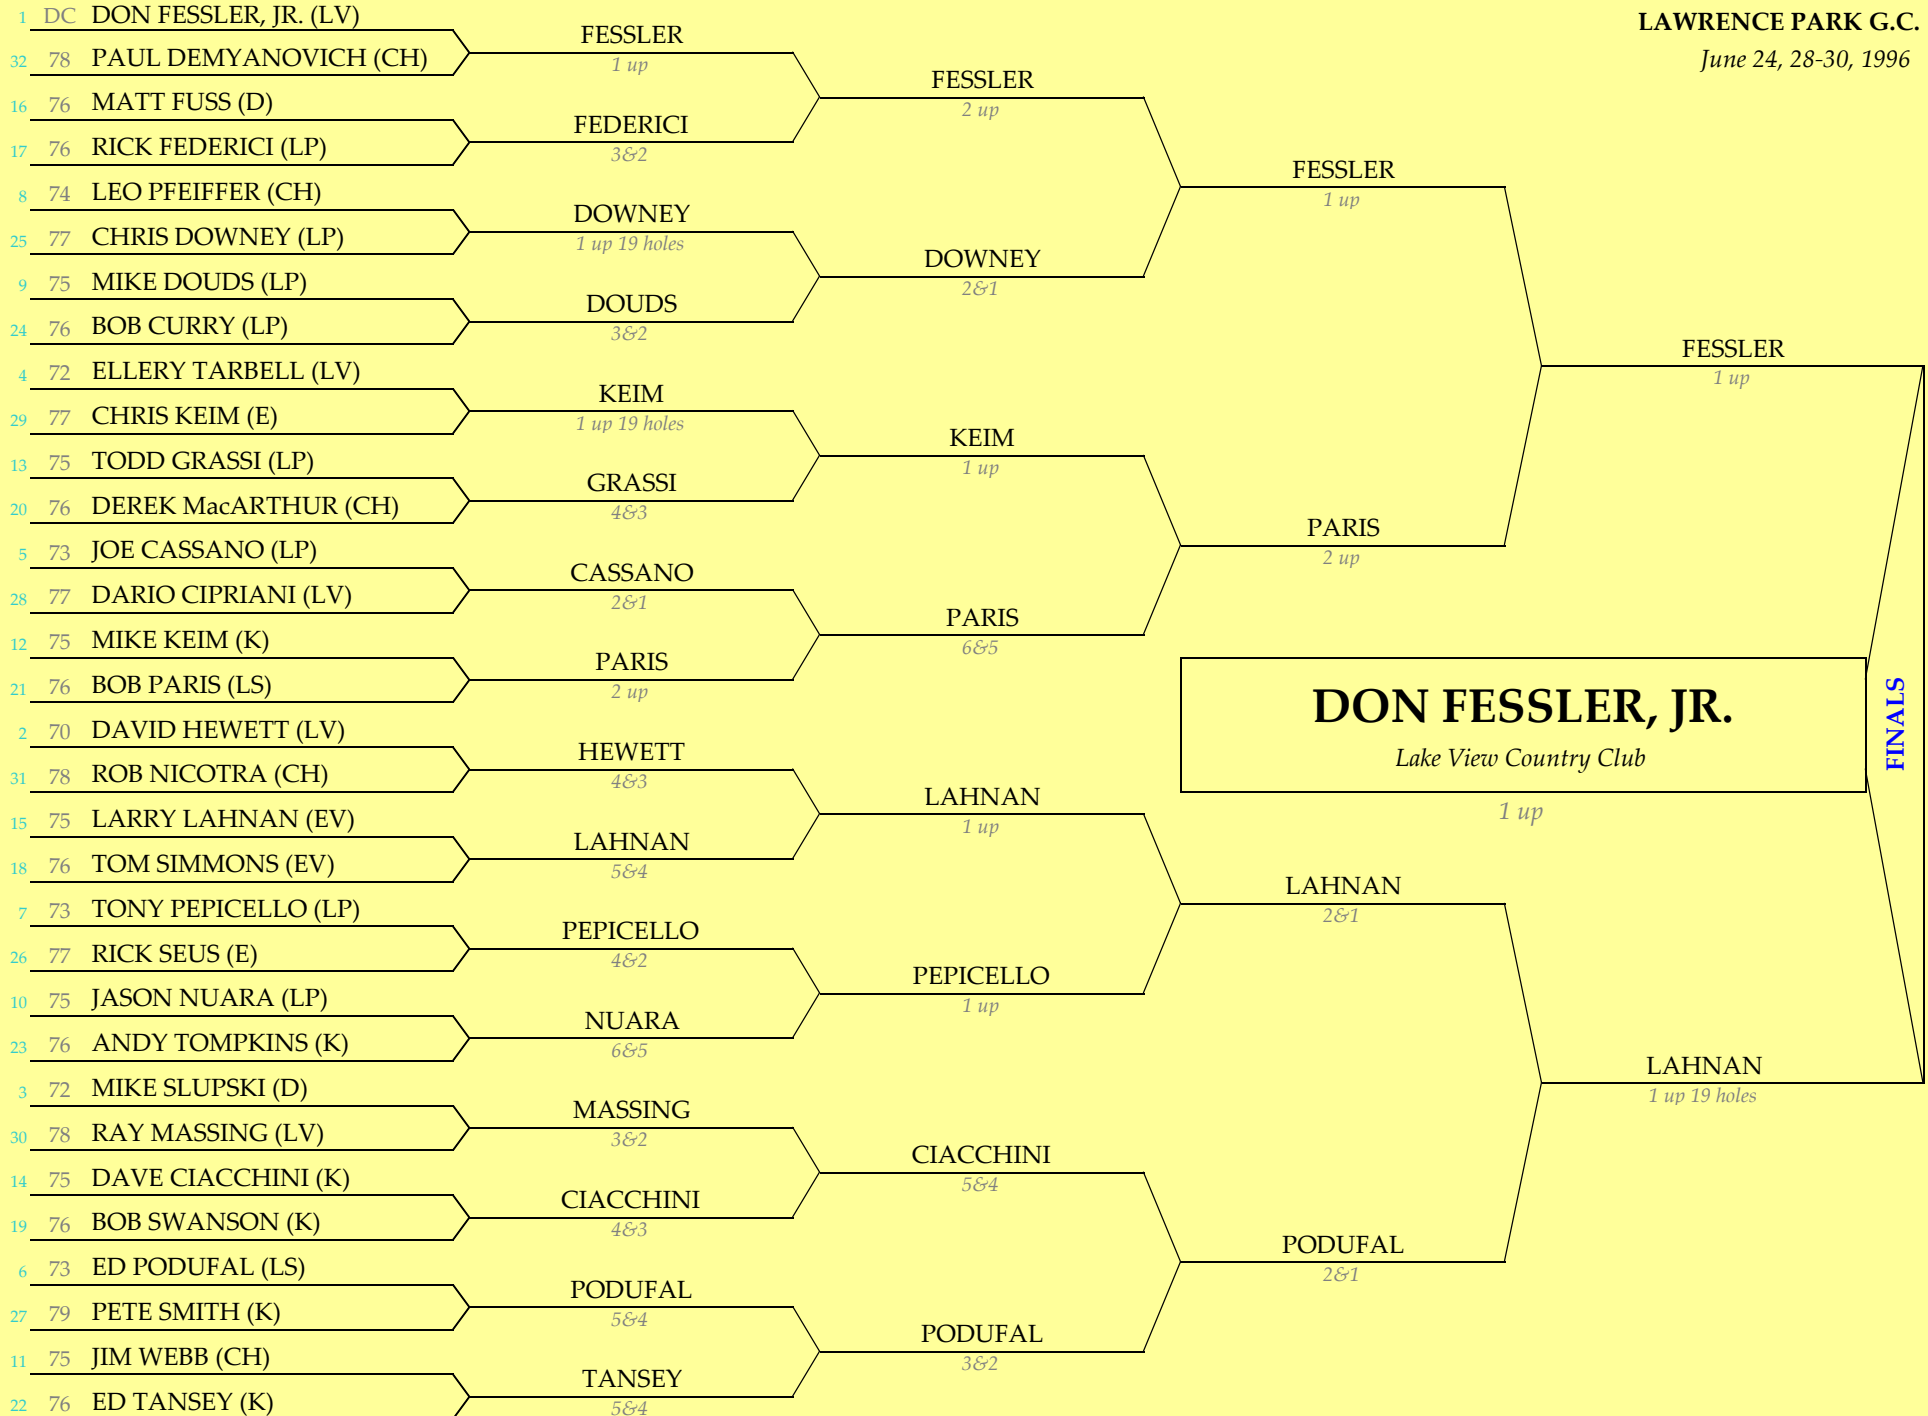 LAWRENCE PARK G.C.
June 24, 28-30, 1996
1 DC DON FESSLER, JR. (LV)
32 78 PAUL DEMYANOVICH (CH)
16 76 MATT FUSS (D)
17 76 RICK FEDERICI (LP)
8 74 LEO PFEIFFER (CH)
25 77 CHRIS DOWNEY (LP)
9 75 MIKE DOUDS (LP)
24 76 BOB CURRY (LP)
4 72 ELLERY TARBELL (LV)
29 77 CHRIS KEIM (E)
13 75 TODD GRASSI (LP)
20 76 DEREK MacARTHUR (CH)
5 73 JOE CASSANO (LP)
28 77 DARIO CIPRIANI (LV)
12 75 MIKE KEIM (K)
21 76 BOB PARIS (LS)
2 70 DAVID HEWETT (LV)
31 78 ROB NICOTRA (CH)
15 75 LARRY LAHNAN (EV)
18 76 TOM SIMMONS (EV)
7 73 TONY PEPICELLO (LP)
26 77 RICK SEUS (E)
10 75 JASON NUARA (LP)
23 76 ANDY TOMPKINS (K)
3 72 MIKE SLUPSKI (D)
30 78 RAY MASSING (LV)
14 75 DAVE CIACCHINI (K)
19 76 BOB SWANSON (K)
6 73 ED PODUFAL (LS)
27 79 PETE SMITH (K)
11 75 JIM WEBB (CH)
22 76 ED TANSEY (K)
FESSLER
1 up
FEDERICI
3&2
DOWNEY
1 up 19 holes
DOUDS
3&2
KEIM
1 up 19 holes
GRASSI
4&3
CASSANO
2&1
PARIS
2 up
HEWETT
4&3
LAHNAN
5&4
PEPICELLO
4&2
NUARA
6&5
MASSING
3&2
CIACCHINI
4&3
PODUFAL
5&4
TANSEY
5&4
FESSLER
2 up
DOWNEY
2&1
KEIM
1 up
PARIS
6&5
LAHNAN
1 up
PEPICELLO
1 up
CIACCHINI
5&4
PODUFAL
3&2
FESSLER
1 up
PARIS
2 up
LAHNAN
2&1
PODUFAL
2&1
FESSLER
1 up
LAHNAN
1 up 19 holes
DON FESSLER, JR.
Lake View Country Club
1 up
FINALS